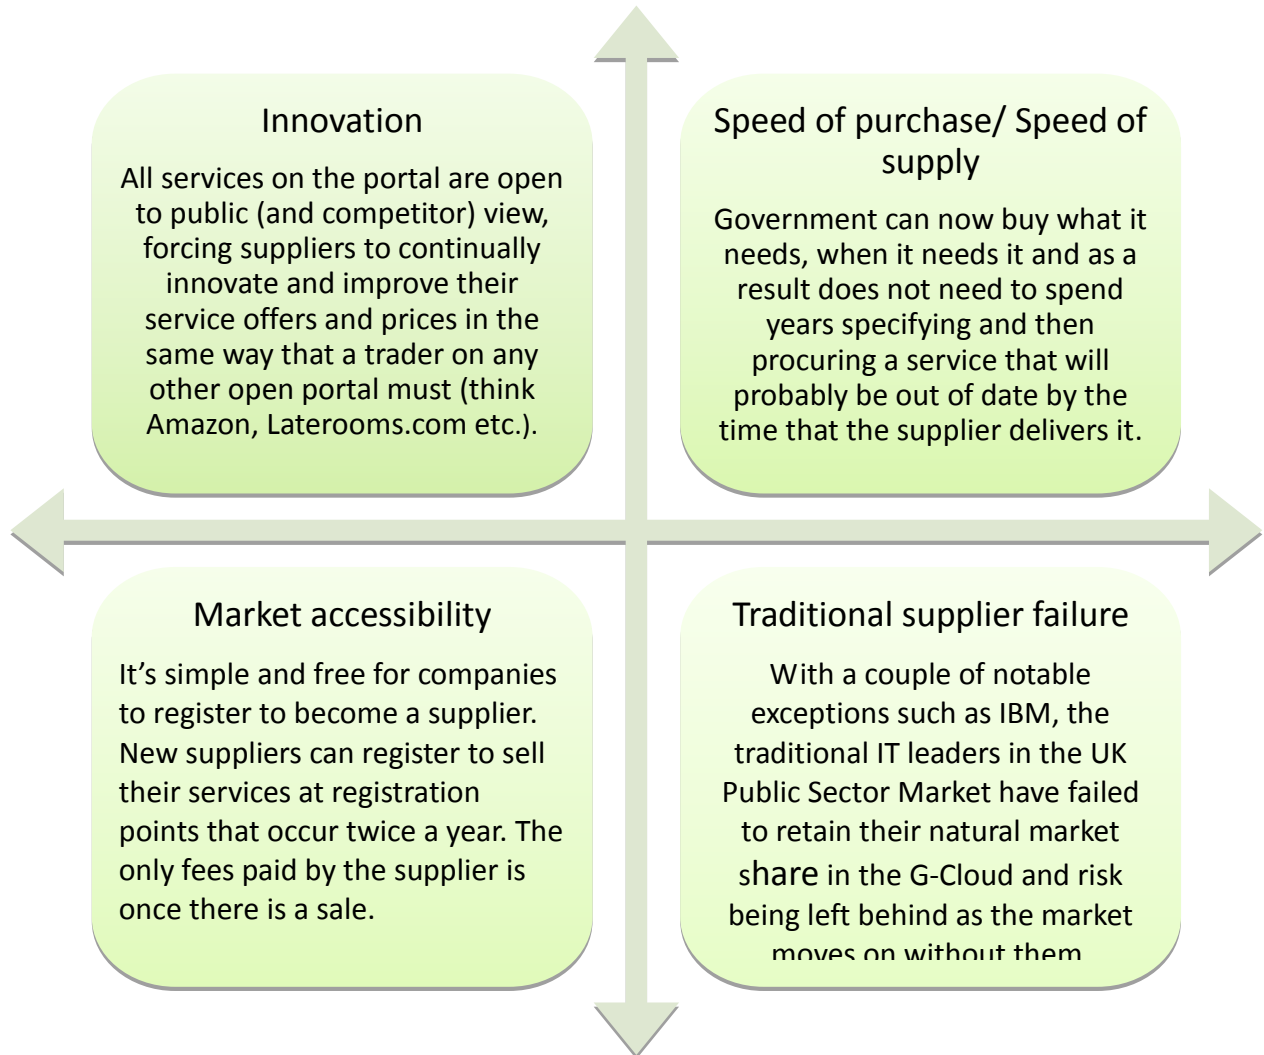 Innovation
All services on the portal are open
to public (and competitor) view,
forcing suppliers to continually
innovate and improve their
service offers and prices in the
same way that a trader on any
other open portal must (think
Amazon, Laterooms.com etc.).
Speed of purchase/ Speed of
supply
Government can now buy what it
needs, when it needs it and as a
result does not need to spend
years specifying and then
procuring a service that will
probably be out of date by the
time that the supplier delivers it.
Market accessibility
It’s simple and free for companies
to register to become a supplier.
New suppliers can register to sell
their services at registration
points that occur twice a year. The
only fees paid by the supplier is
once there is a sale.
Traditional supplier failure
With a couple of notable
exceptions such as IBM, the
traditional IT leaders in the UK
Public Sector Market have failed
to retain their natural market
share in the G-Cloud and risk
being left behind as the market
moves on without them